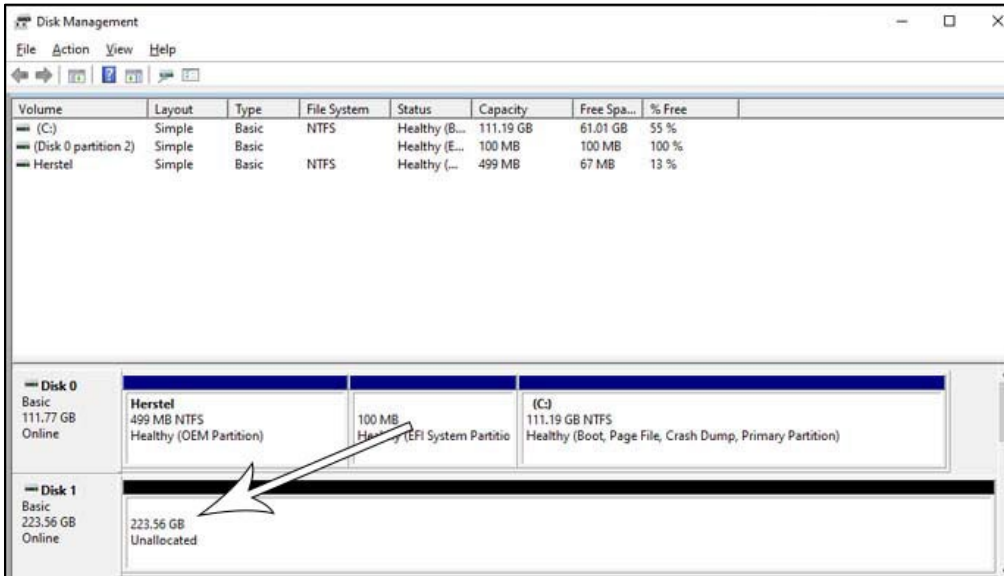 Disk Management
File Action View Help
Volume Layout Type File System Status Capacity Free Spa... % Free
(C:) Simple Basic NTFS Healthy (B... 111.19 GB 61.01 GB 55 %
(Disk 0 partition 2) Simple Basic Healthy (E... 100 MB 100 MB 100 %
Herstel Simple Basic NTFS Healthy (... 499 MB 67 MB 13 %
Disk 0
Basic
111.77 GB
Online
Herstel
499 MB NTFS
Healthy (OEM Partition)
100 MB
Healthy (EFI System Partitio
(C:)
111.19 GB NTFS
Healthy (Boot, Page File, Crash Dump, Primary Partition)
Disk 1
Basic
223.56 GB
Online
223.56 GB
Unallocated